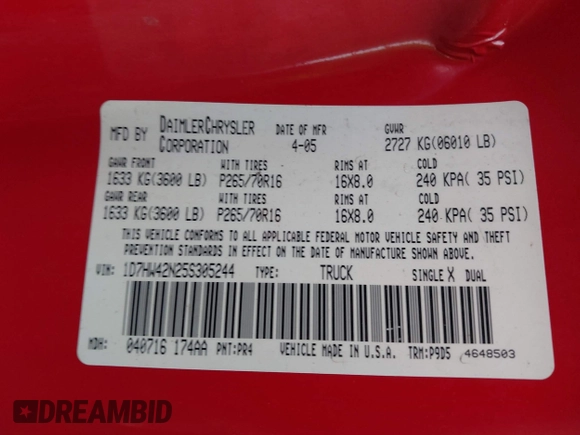 MFD BY DAIMLERCHRYSLER CORPORATION DATE OF MFR 4-05 GVWR 2727 KG(06010 LB)
GAWR FRONT WITH TIRES RIMS AT COLD
1633 KG(3600 LB) P265/70R16 16X8.0 240 KPA( 35 PSI)
GAWR REAR WITH TIRES RIMS AT COLD
1633 KG(3600 LB) P265/70R16 16X8.0 240 KPA( 35 PSI)
THIS VEHICLE CONFORMS TO ALL APPLICABLE FEDERAL MOTOR VEHICLE SAFETY AND THEFT
PREVENTION STANDARDS IN EFFECT ON THE DATE OF MANUFACTURE SHOWN ABOVE.
VIN: 1D7HW42N25S305244 TYPE: TRUCK SINGLE X DUAL
MDH: 040716 174AA PNT:PR4 VEHICLE MADE IN U.S.A. TRM:P9D5 4648503
DREAMBID